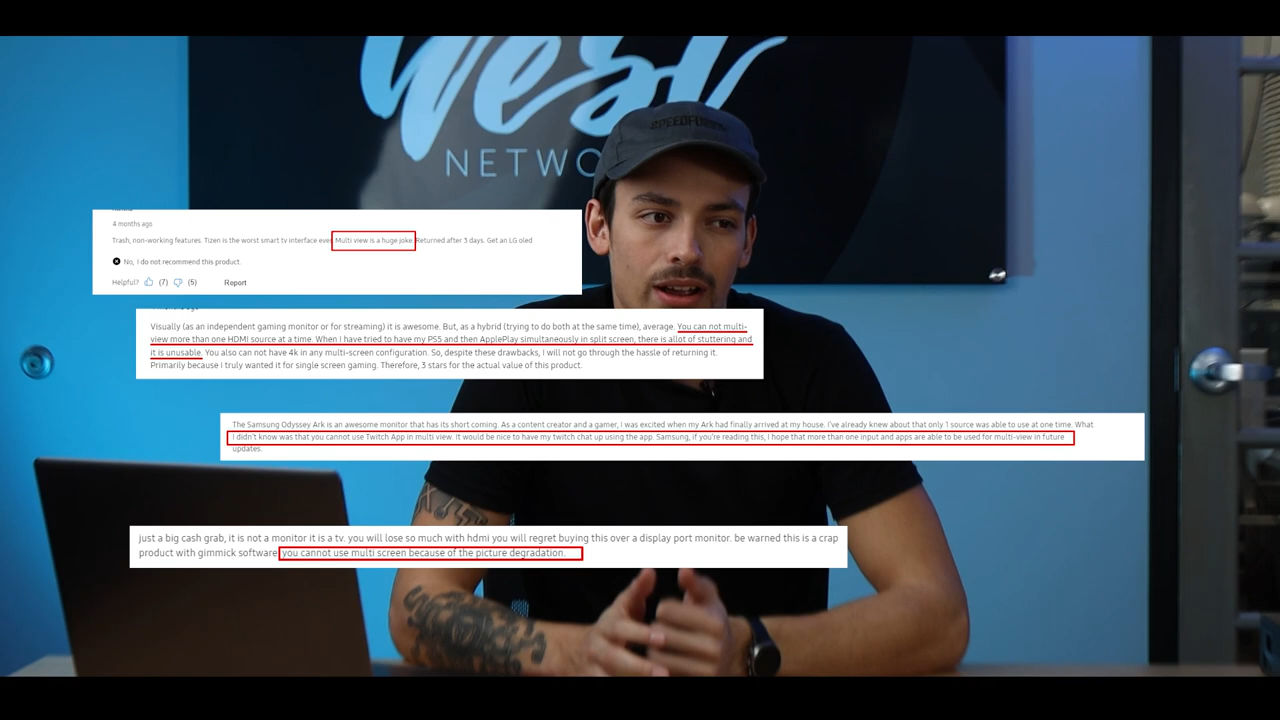 West
NETWO
SPEEDF
4 months ago
Trash, non-working features. Tizen is the worst smart tv interface ever. Multi view is a huge joke. Returned after 3 days. Get an LG oled
No, I do not recommend this product.
Helpful? (7) (5) Report
Visually (as an independent gaming monitor or for streaming) it is awesome. But, as a hybrid (trying to do both at the same time), average. You can not multi-
view more than one HDMI source at a time. When I have tried to have my PS5 and then ApplePlay simultaneously in split screen, there is allot of stuttering and
it is unusable. You also can not have 4k in any multi-screen configuration. So, despite these drawbacks, I will not go through the hassle of returning it.
Primarily because I truly wanted it for single screen gaming. Therefore, 3 stars for the actual value of this product.
The Samsung Odyssey Ark is an awesome monitor that has its short coming. As a content creator and a gamer, I was excited when my Ark had finally arrived at my house. I've already knew about that only 1 source was able to use at one time. What
I didn't know was that you cannot use Twitch App in multi view. It would be nice to have my twitch chat up using the app. Samsung, if you're reading this, I hope that more than one input and apps are able to be used for multi-view in future
updates.
just a big cash grab, it is not a monitor it is a tv. you will lose so much with hdmi you will regret buying this over a display port monitor. be warned this is a crap
product with gimmick software you cannot use multi screen because of the picture degradation.